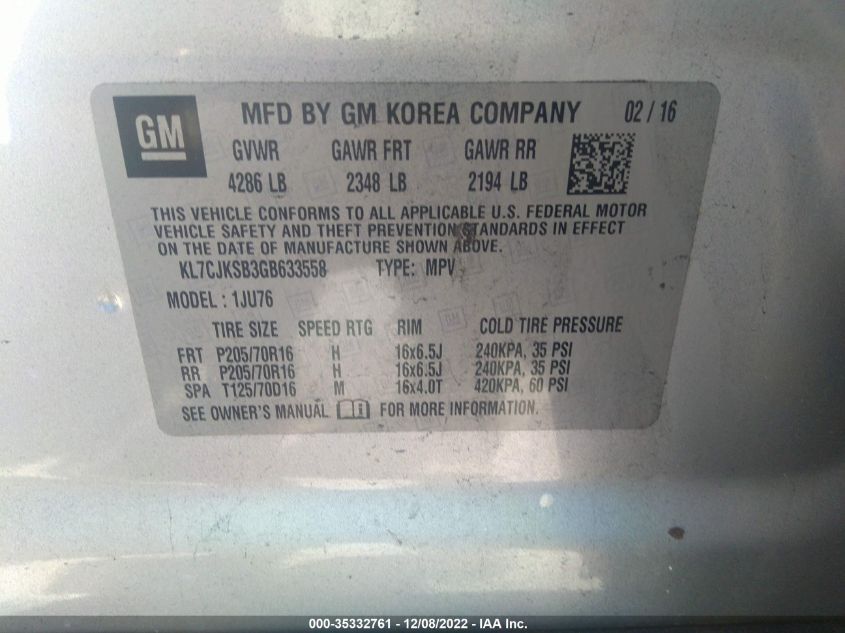 GM MFD BY GM KOREA COMPANY 02 / 16
GVWR GAWR FRT GAWR RR
4286 LB 2348 LB 2194 LB
THIS VEHICLE CONFORMS TO ALL APPLICABLE U.S. FEDERAL MOTOR
VEHICLE SAFETY AND THEFT PREVENTION STANDARDS IN EFFECT
ON THE DATE OF MANUFACTURE SHOWN ABOVE.
KL7CJKSB3GB633558 TYPE: MPV
MODEL : 1JU76
TIRE SIZE SPEED RTG RIM COLD TIRE PRESSURE
FRT P205/70R16 H 16x6.5J 240KPA, 35 PSI
RR P205/70R16 H 16x6.5J 240KPA, 35 PSI
SPA T125/70D16 M 16x4.0T 420KPA, 60 PSI
SEE OWNER'S MANUAL FOR MORE INFORMATION.
000-35332761 - 12/08/2022 - IAA Inc.